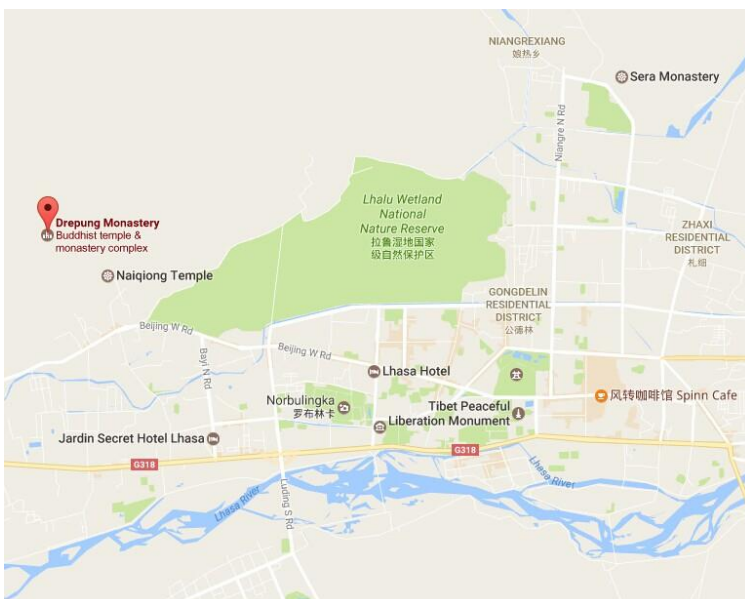 NIANGREXIANG
娘热乡
Sera Monastery
Niangre N Rd
Lhalu Wetland
National
Nature Reserve
拉鲁湿地国家
级自然保护区
Drepung Monastery
Buddhist temple &
monastery complex
ZHAXI
RESIDENTIAL
DISTRICT
札细
Naiqiong Temple
GONGDELIN
RESIDENTIAL
DISTRICT
公德林
Beijing W Rd
Bayi N Rd
Beijing W Rd
Lhasa Hotel
Norbulingka
罗布林卡
Tibet Peaceful
Liberation Monument
风转咖啡馆 Spinn Cafe
Jardin Secret Hotel Lhasa
G318
G318
Luding S Rd
Lhasa River
Lhasa River